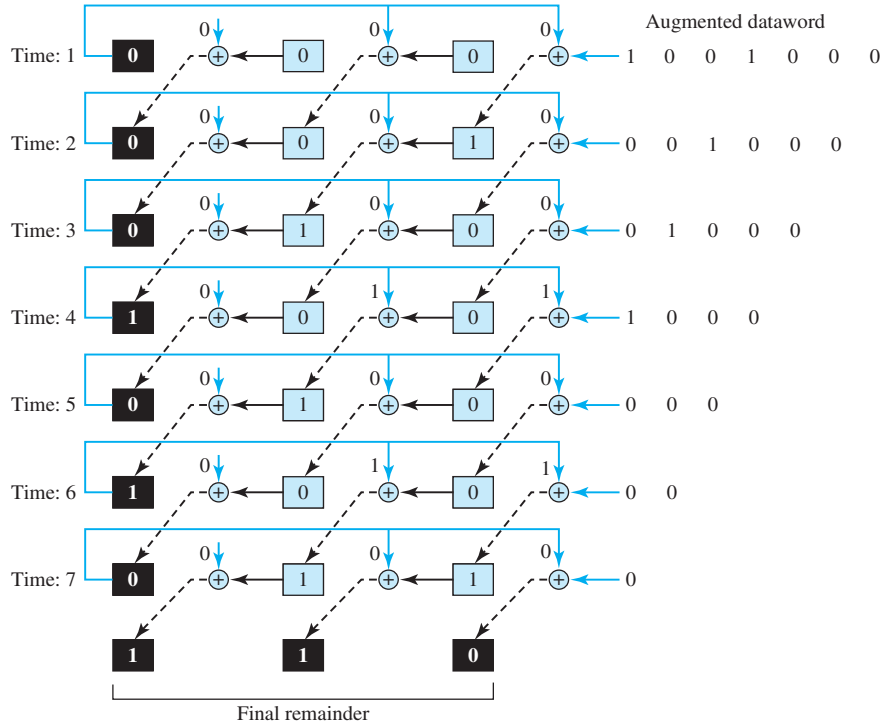 Augmented dataword
0 0 0
Time: 1 0 0 0 1 0 0 1 0 0 0
0 0 0
Time: 2 0 0 1 0 0 1 0 0 0
0 0 0
Time: 3 0 1 0 0 1 0 0 0
0 1 1
Time: 4 1 0 0 1 0 0 0
0 0 0
Time: 5 0 1 0 0 0 0
0 1 1
Time: 6 1 0 0 0 0
0 0 0
Time: 7 0 1 1 0
1 1 0
Final remainder